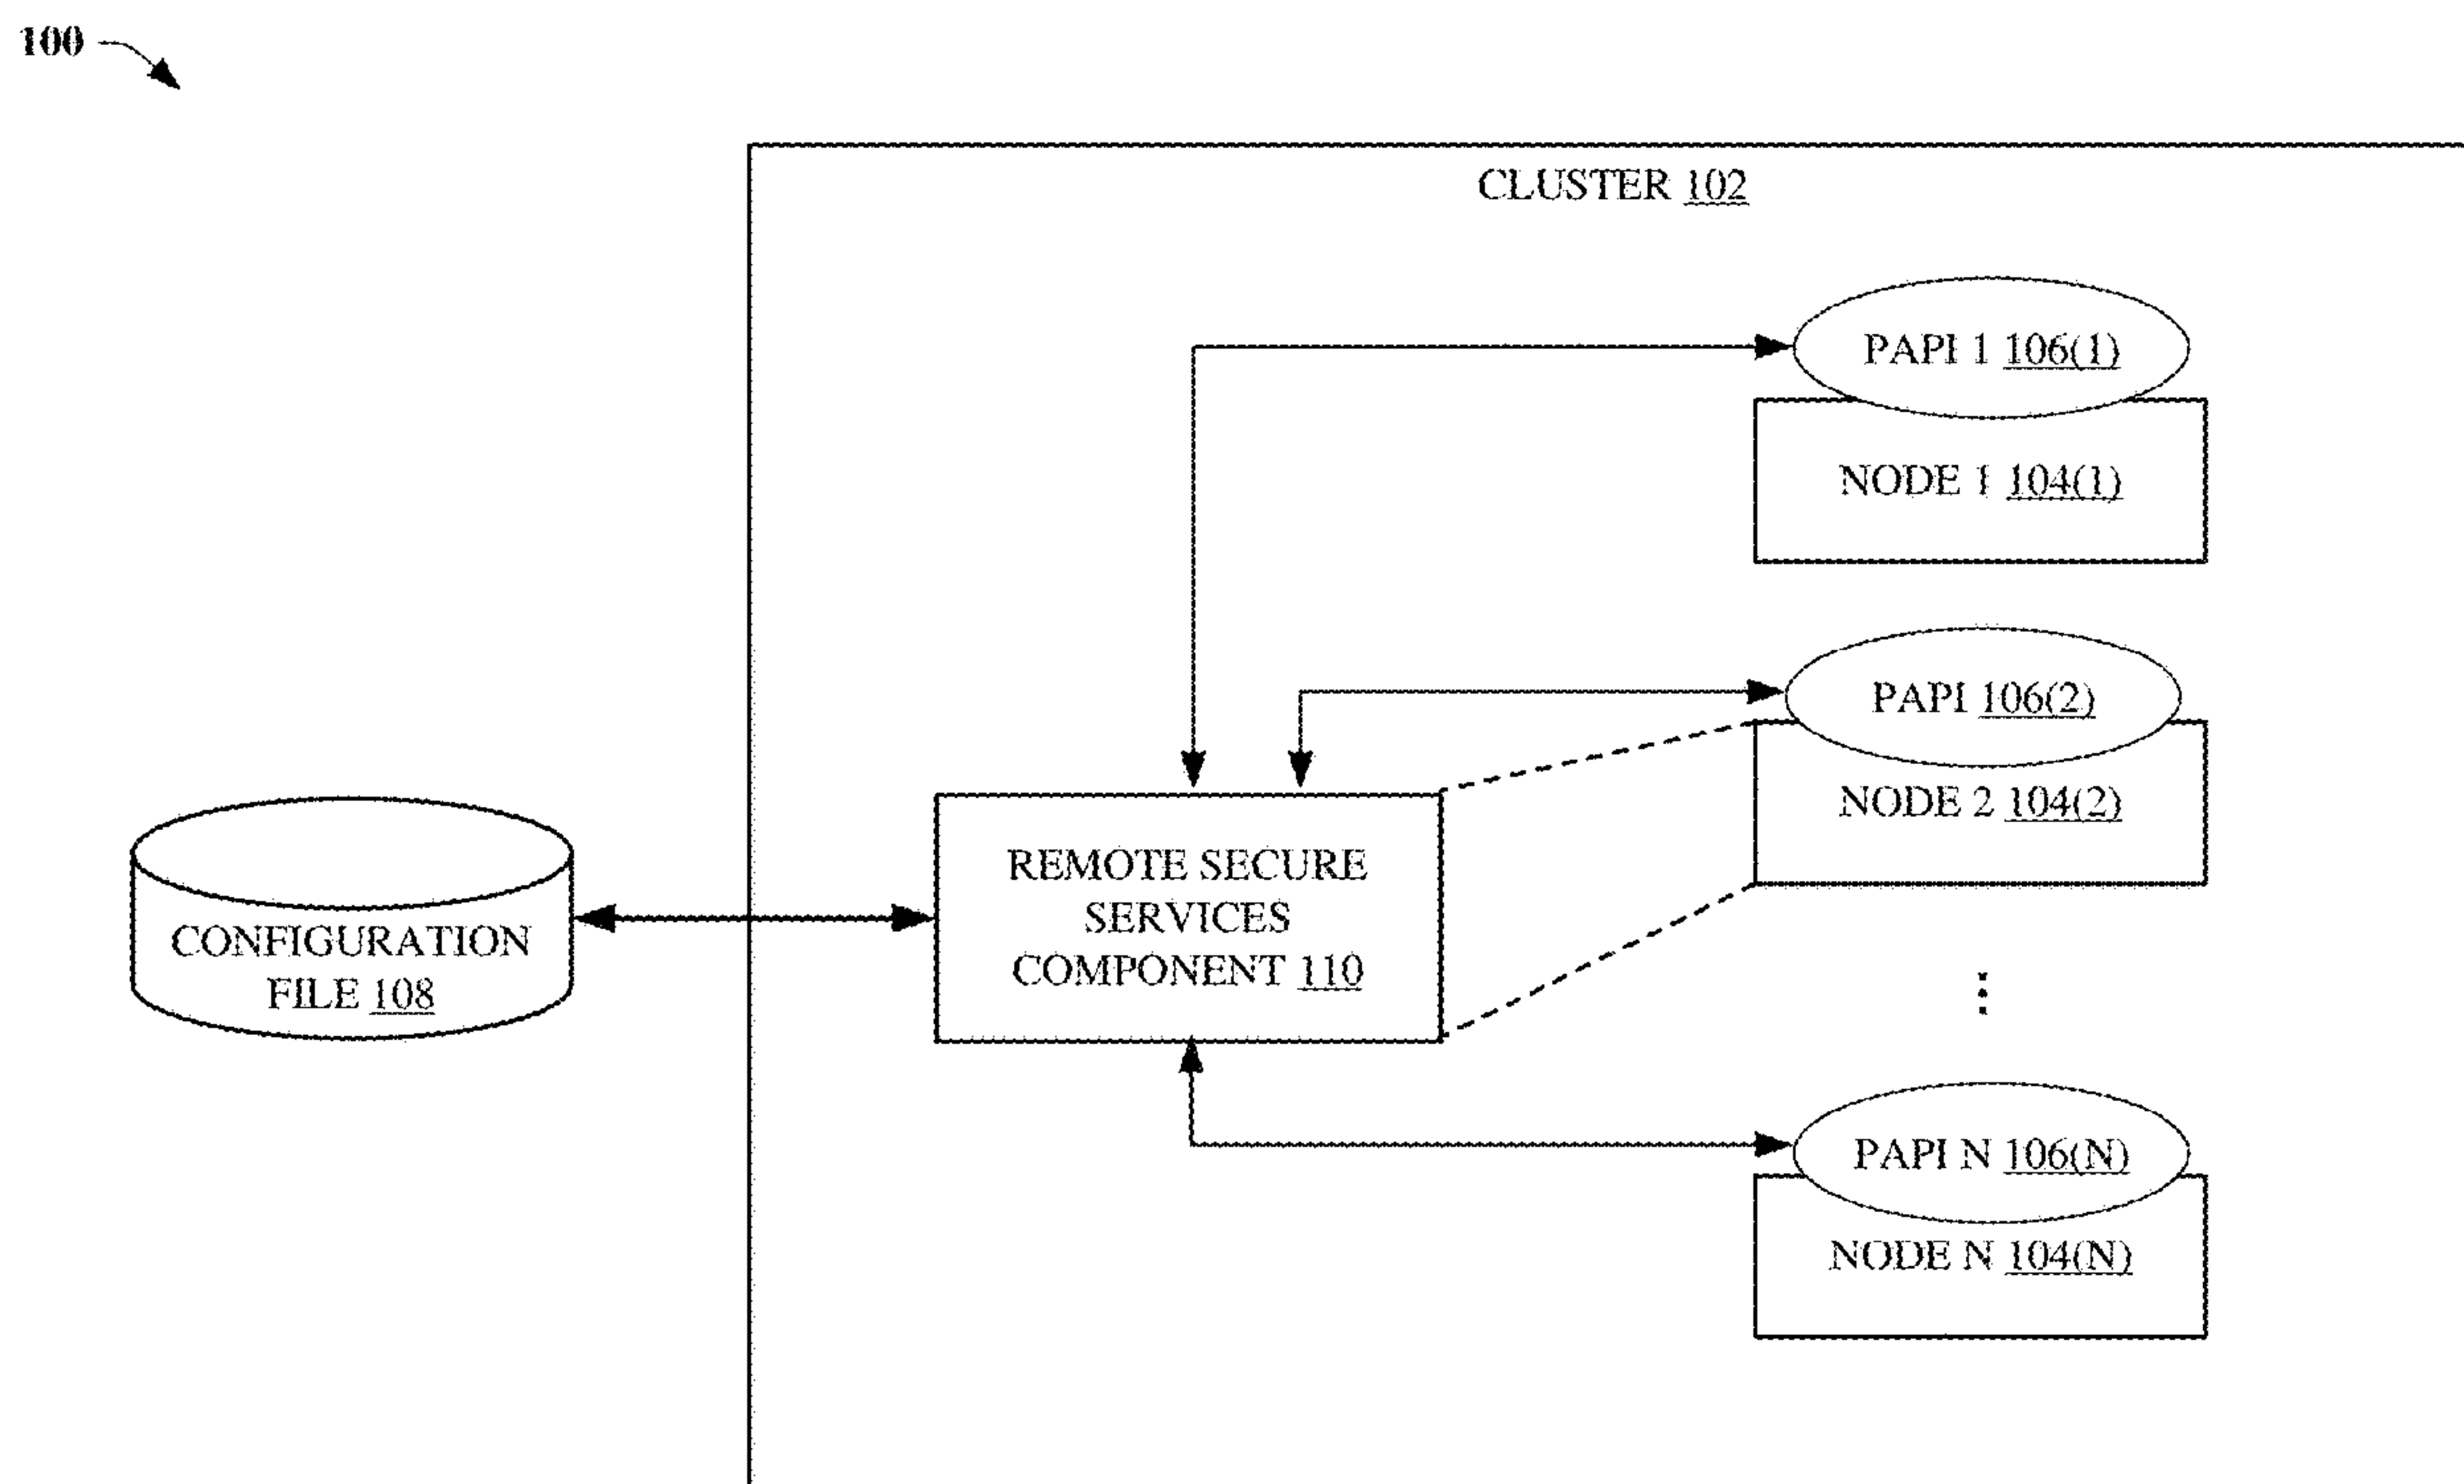 100
CLUSTER 102
PAPI 1 106(1)
NODE 1 104(1)
PAPI 106(2)
NODE 2 104(2)
REMOTE SECURE
SERVICES
COMPONENT 110
CONFIGURATION
FILE 108
PAPI N 106(N)
NODE N 104(N)